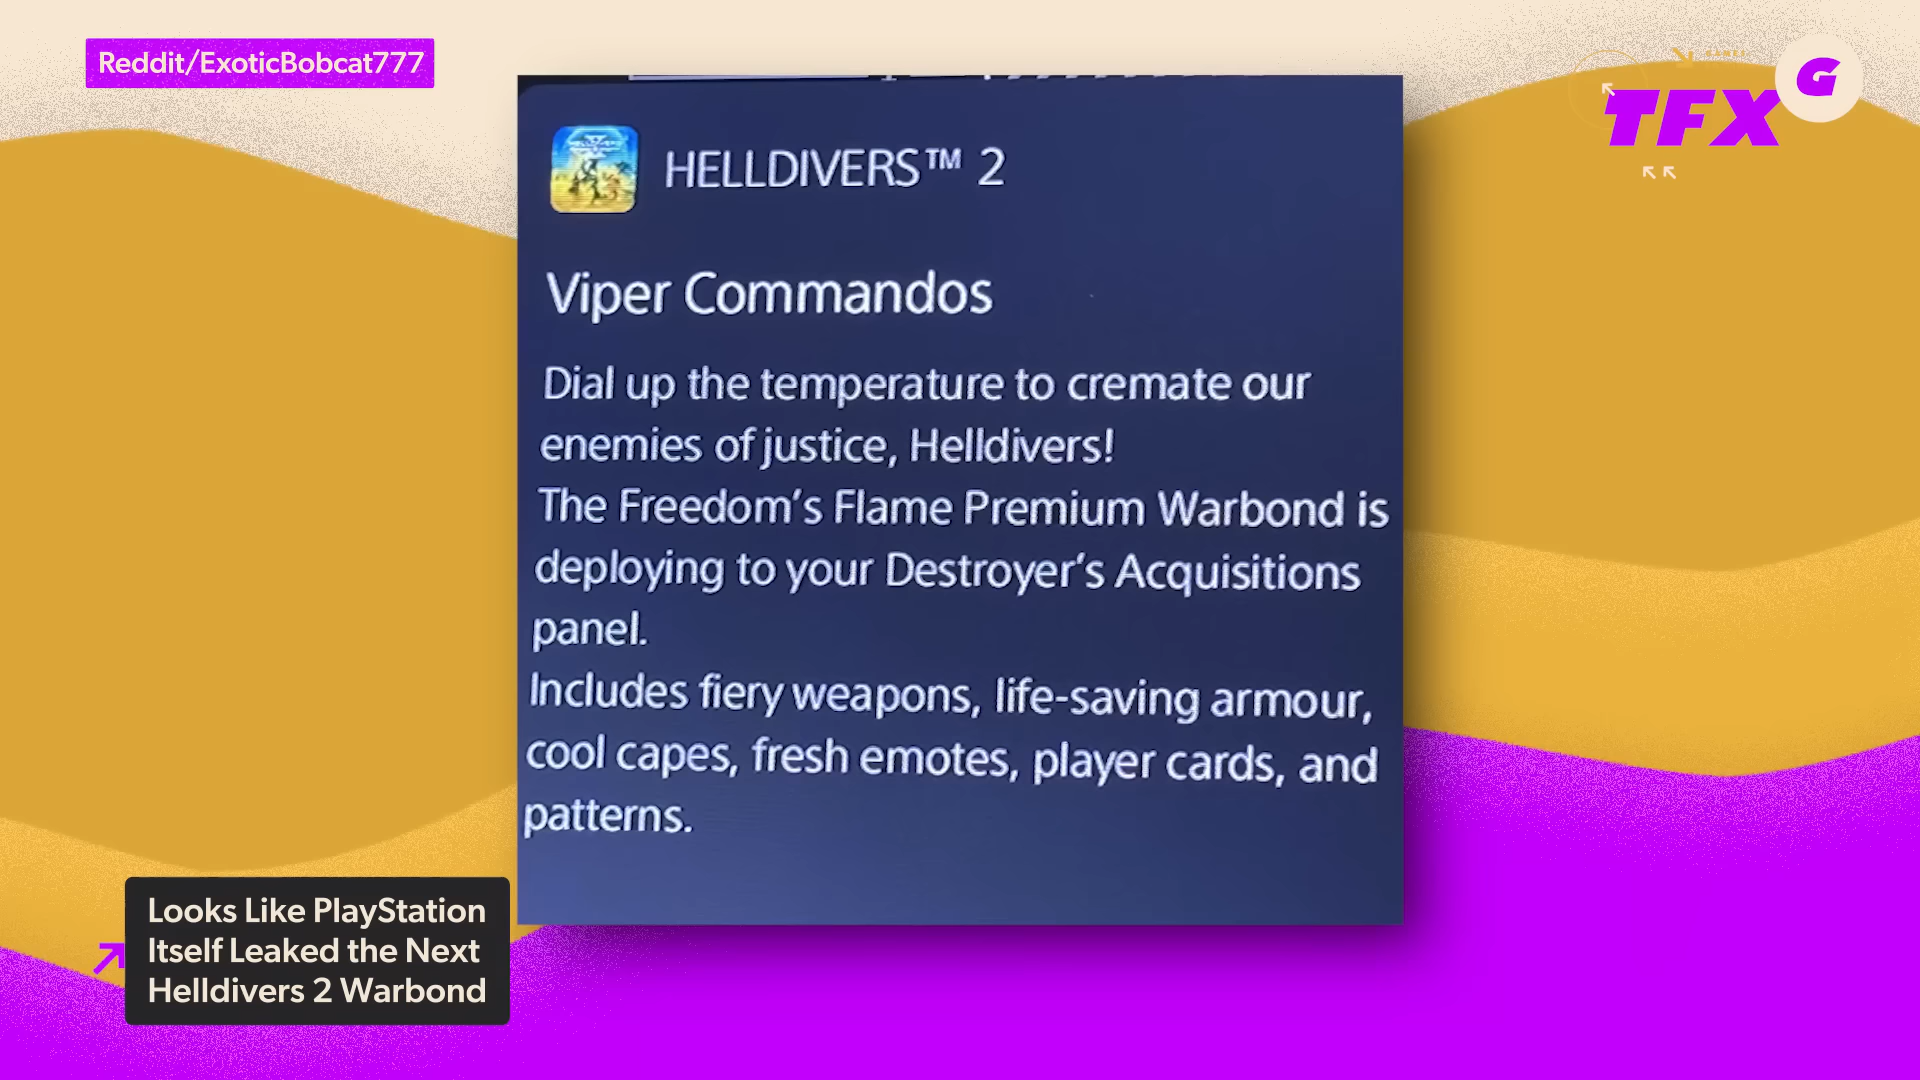 Reddit/ExoticBobcat777
TFX
G
HELLDIVERS™ 2
Viper Commandos
Dial up the temperature to cremate our
enemies of justice, Helldivers!
The Freedom’s Flame Premium Warbond is
deploying to your Destroyer’s Acquisitions
panel.
Includes fiery weapons, life-saving armour,
cool capes, fresh emotes, player cards, and
patterns.
Looks Like PlayStation
Itself Leaked the Next
Helldivers 2 Warbond